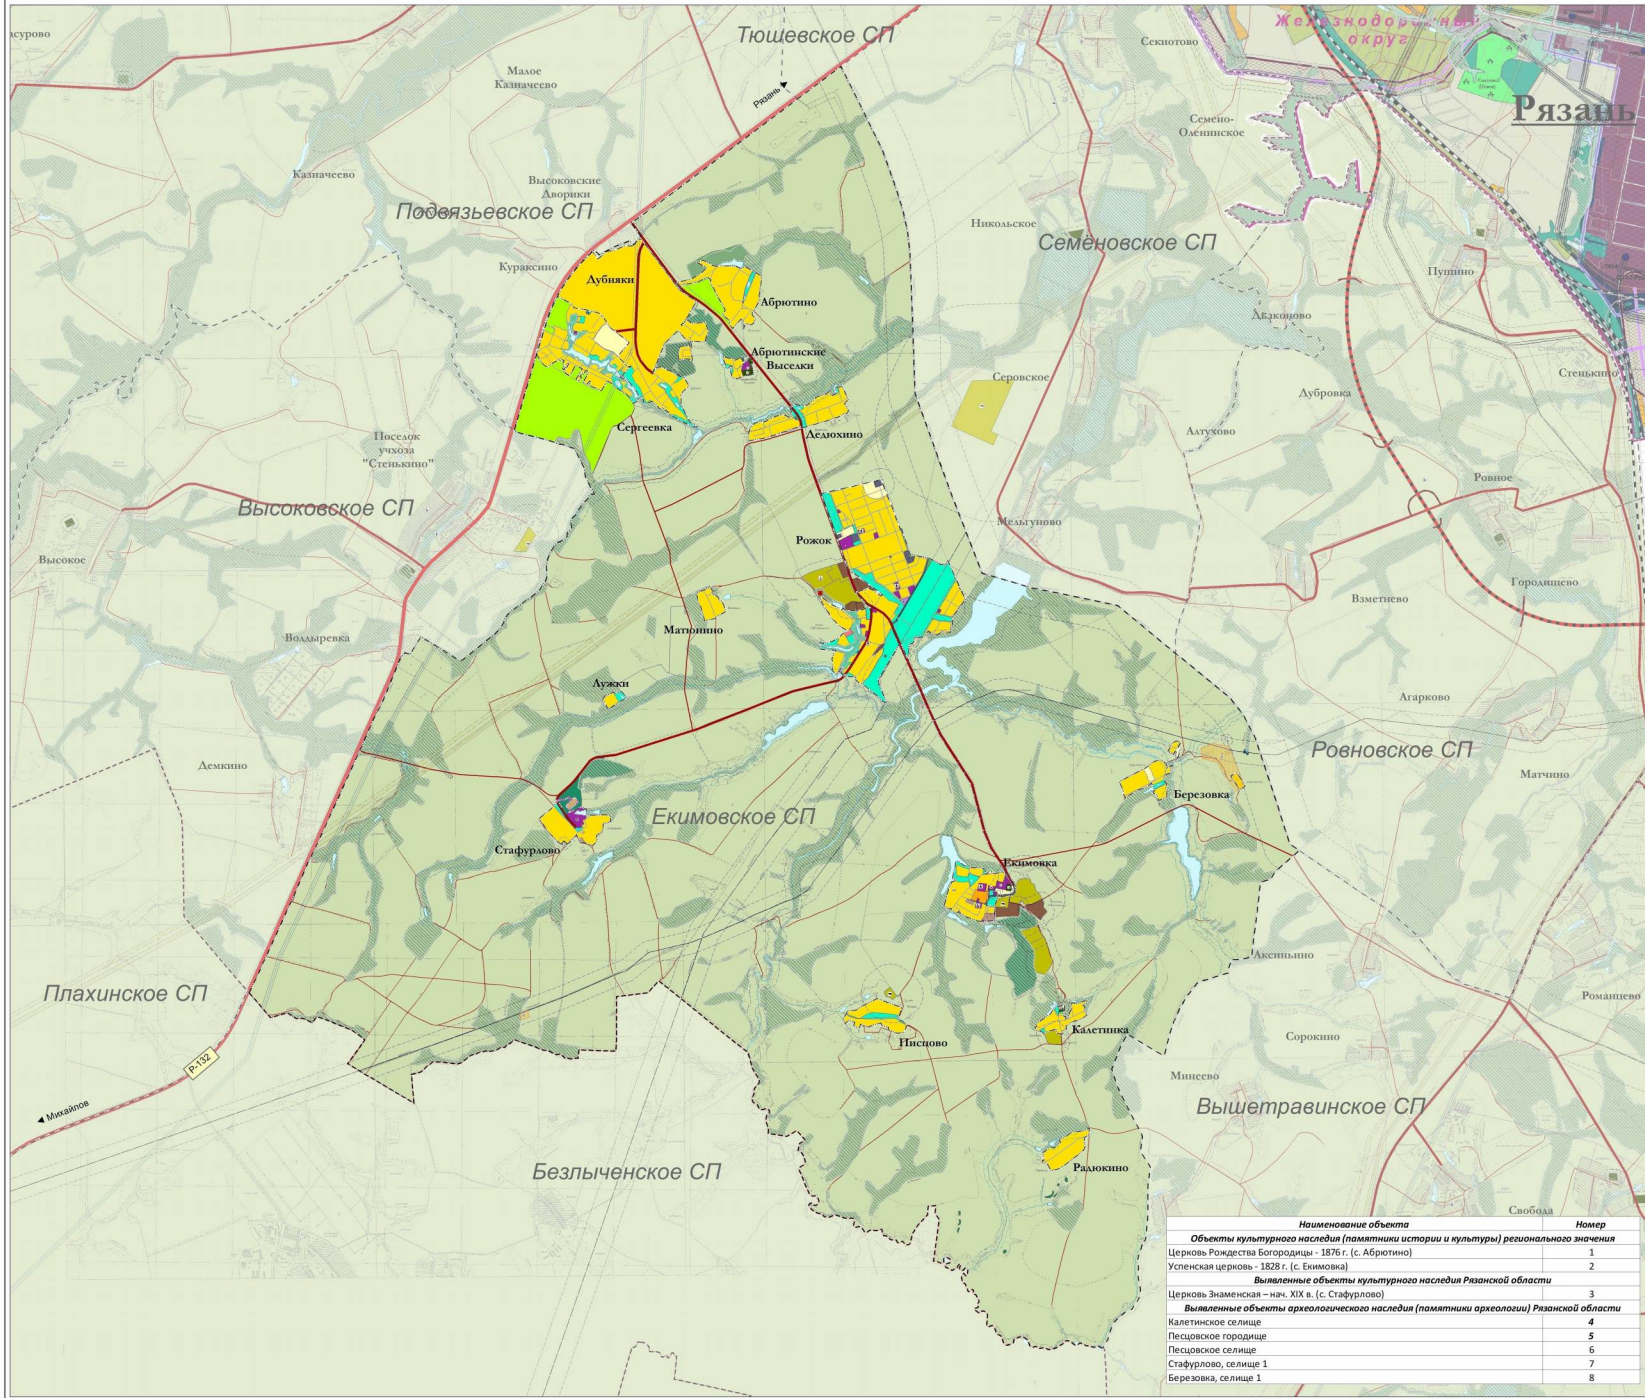 Тюшевское СП
Железнодорожный
округ
Секиотово
Малое
Казначеево
Рязань
Рязань
Семено-
Оленинское
Казначеево
Высоковские
Дворики
Подвязьевское СП
Никольское
Семёновское СП
Кураксино
Дубняки
Пущино
Абрютино
Абрютинские
Выселки
Дядьково
Серовское
Стенькино
Дубровка
Сергеевка
Дедюхино
Алтухово
Поселок
учхоза
"Стенькино"
Ровное
Высоковское СП
Мельгуново
Рожок
Высокое
Городищево
Взметнево
Матюнино
Болдыревка
Лужки
Агарково
Ровновское СП
Демкино
Матчино
Березовка
Екимовское СП
Стафурлово
Екимовка
Аксиньино
Плахинское СП
Романцево
Писцово
Калетинка
Сорокино
Р-132
Минеево
Михайлов
Вышетравинское СП
Безлыченское СП
Радюкино
Свобода
Наименование объекта Номер
Объекты культурного наследия (памятники истории и культуры) регионального значения
Церковь Рождества Богородицы - 1876 г. (с. Абрютино) 1
Успенская церковь - 1828 г. (с. Екимовка) 2
Выявленные объекты культурного наследия Рязанской области
Церковь Знаменская – нач. XIX в. (с. Стафурлово) 3
Выявленные объекты археологического наследия (памятники археологии) Рязанской области
Калетинское селище 4
Песцовское городище 5
Песцовское селище 6
Стафурлово, селище 1 7
Березовка, селище 1 8